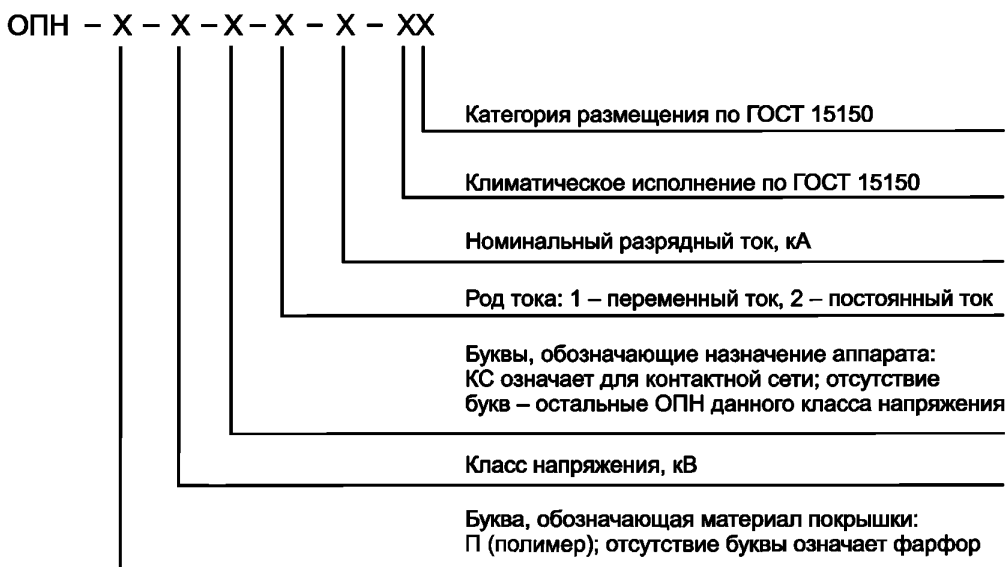 ОПН – Х – Х – Х – Х – Х – ХХ
Категория размещения по ГОСТ 15150
Климатическое исполнение по ГОСТ 15150
Номинальный разрядный ток, кА
Род тока: 1 – переменный ток, 2 – постоянный ток
Буквы, обозначающие назначение аппарата:
КС означает для контактной сети; отсутствие
букв – остальные ОПН данного класса напряжения
Класс напряжения, кВ
Буква, обозначающая материал покрышки:
П (полимер); отсутствие буквы означает фарфор